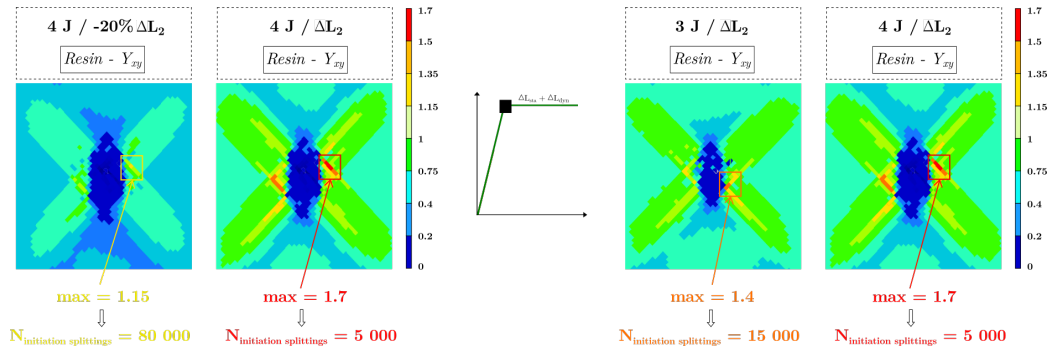 4 J / -20% ΔL₂
Resin - Yxy
4 J / ΔL₂
Resin - Yxy
1.7
1.5
1.35
1.15
1
0.75
0.4
0.2
0
max = 1.15
max = 1.7
⇩
⇩
Ninitiation splittings = 80 000
Ninitiation splittings = 5 000
ΔLsta + ΔLdyn
3 J / ΔL₂
Resin - Yxy
4 J / ΔL₂
Resin - Yxy
1.7
1.5
1.35
1.15
1
0.75
0.4
0.2
0
max = 1.4
max = 1.7
⇩
⇩
Ninitiation splittings = 15 000
Ninitiation splittings = 5 000